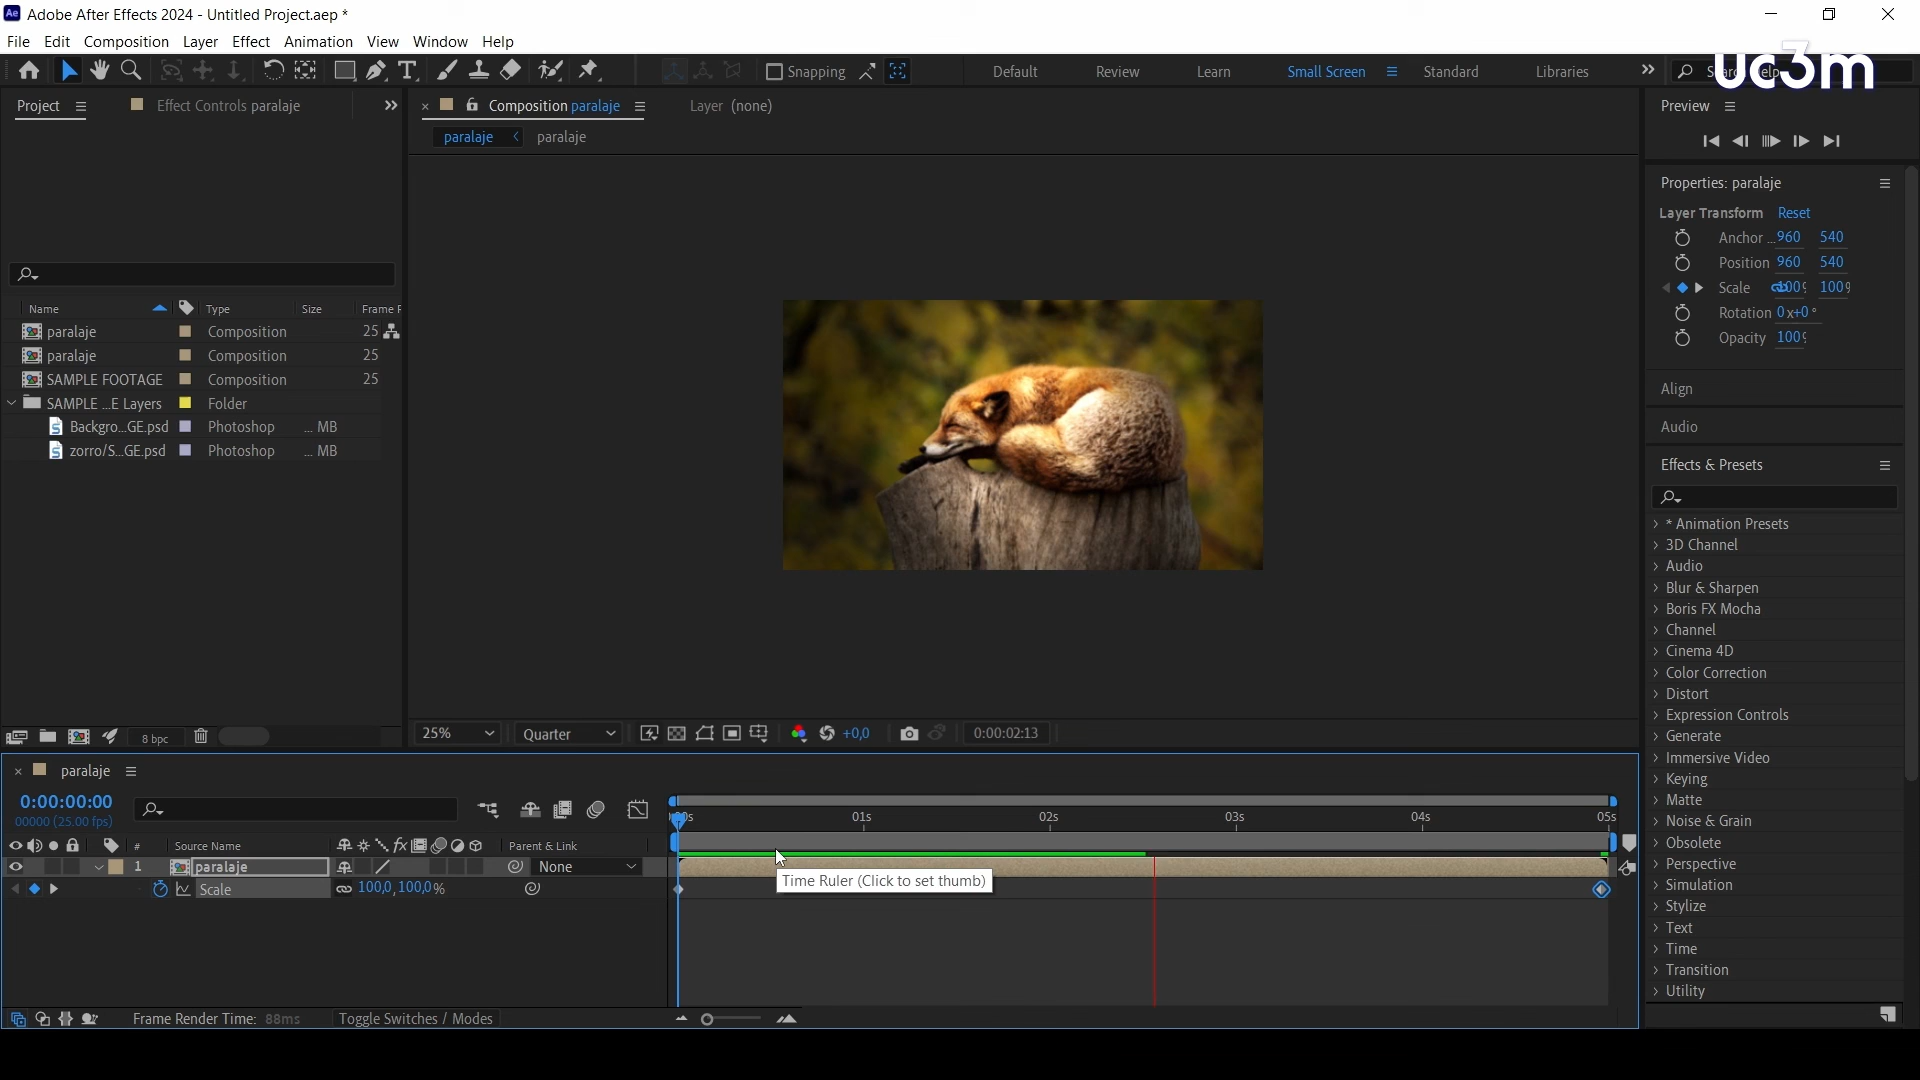 Adobe After Effects 2024 - Untitled Project.aep *
File Edit Composition Layer Effect Animation View Window Help
Snapping Default Review Learn Small Screen Standard Libraries
uc3m
Project Effect Controls paralaje
Composition paralaje Layer (none)
paralaje paralaje
Name Type Size Frame F
paralaje Composition 25
paralaje Composition 25
SAMPLE FOOTAGE Composition 25
SAMPLE ...E Layers Folder
Backgro...GE.psd Photoshop ... MB
zorro/S...GE.psd Photoshop ... MB
8 bpc
25% Quarter +0,0 0:00:02:13
Preview
Properties: paralaje
Layer Transform Reset
Anchor ... 960 540
Position 960 540
Scale 100% 100%
Rotation 0x+0°
Opacity 100%
Align
Audio
Effects & Presets
* Animation Presets
3D Channel
Audio
Blur & Sharpen
Boris FX Mocha
Channel
Cinema 4D
Color Correction
Distort
Expression Controls
Generate
Immersive Video
Keying
Matte
Noise & Grain
Obsolete
Perspective
Simulation
Stylize
Text
Time
Transition
Utility
paralaje
0:00:00:00
00000 (25.00 fps)
01s 02s 03s 04s 05s
# Source Name Parent & Link
1 paralaje None
Scale 100,0,100,0%
Time Ruler (Click to set thumb)
Frame Render Time: 88ms Toggle Switches / Modes